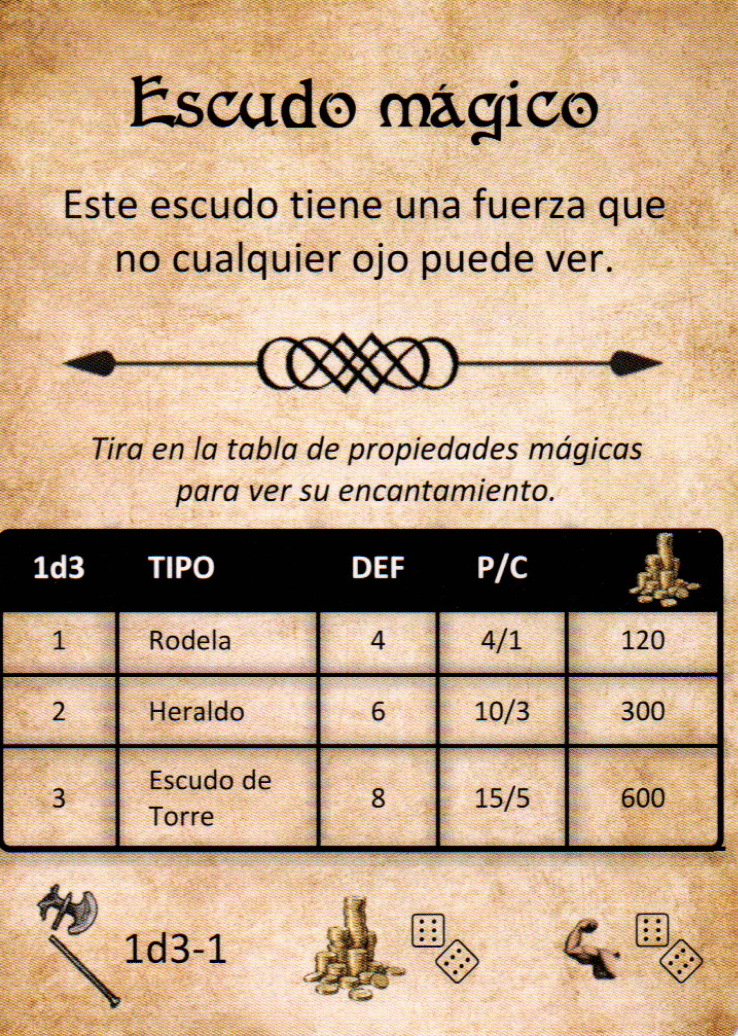 Escudo mágico
Este escudo tiene una fuerza que
no cualquier ojo puede ver.
Tira en la tabla de propiedades mágicas
para ver su encantamiento.
1d3 TIPO DEF P/C
1 Rodela 4 4/1 120
2 Heraldo 6 10/3 300
3 Escudo de Torre 8 15/5 600
1d3-1